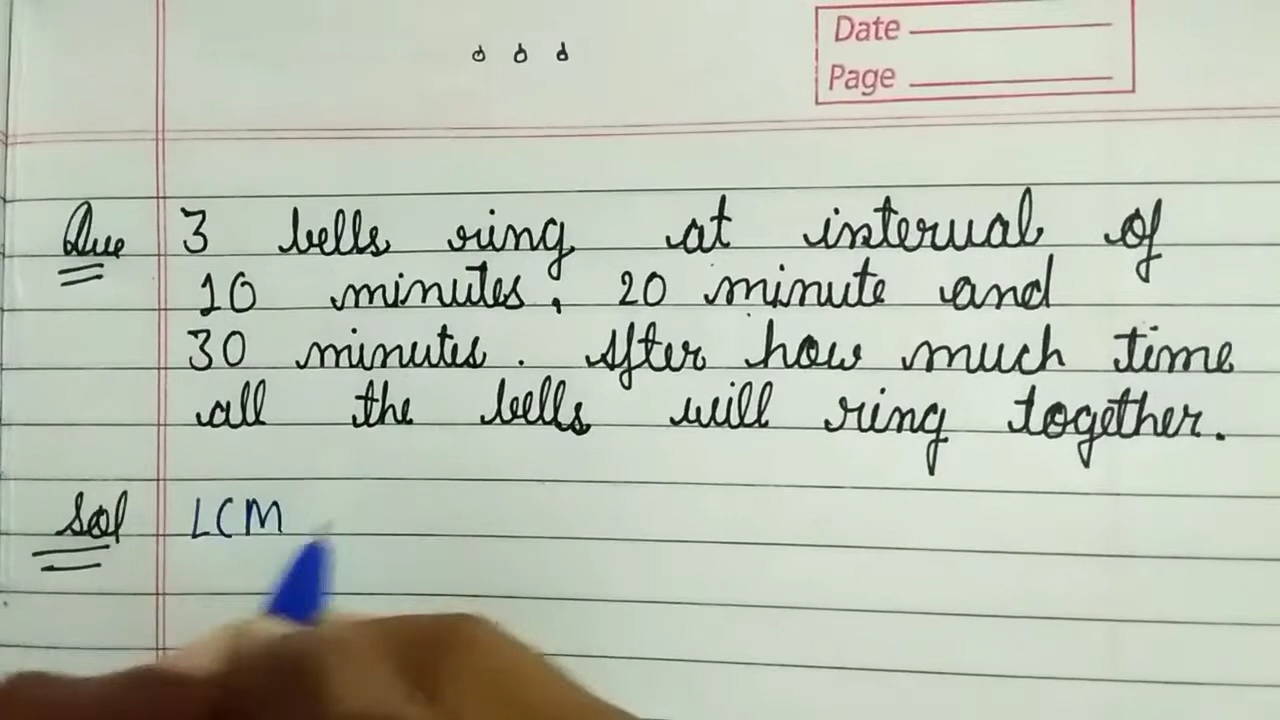 Date
Page
Que 3 bells ring at interval of
10 minutes, 20 minute and
30 minutes. After how much time
all the bells will ring together.
Sol LCM